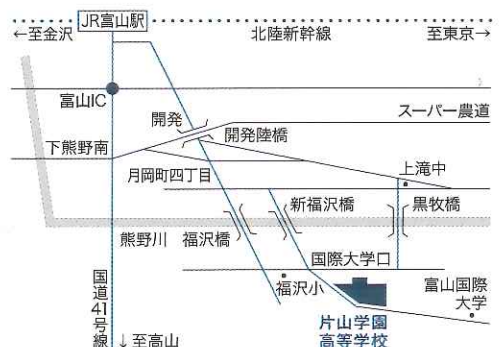 JR富山駅
←至金沢
北陸新幹線
至東京→
富山IC
スーパー農道
開発
開発陸橋
下熊野南
月岡町四丁目
上滝中
新福沢橋
黒牧橋
熊野川
福沢橋
国際大学口
国道41号線
福沢小
富山国際
大学
片山学園
高等学校
↓至高山